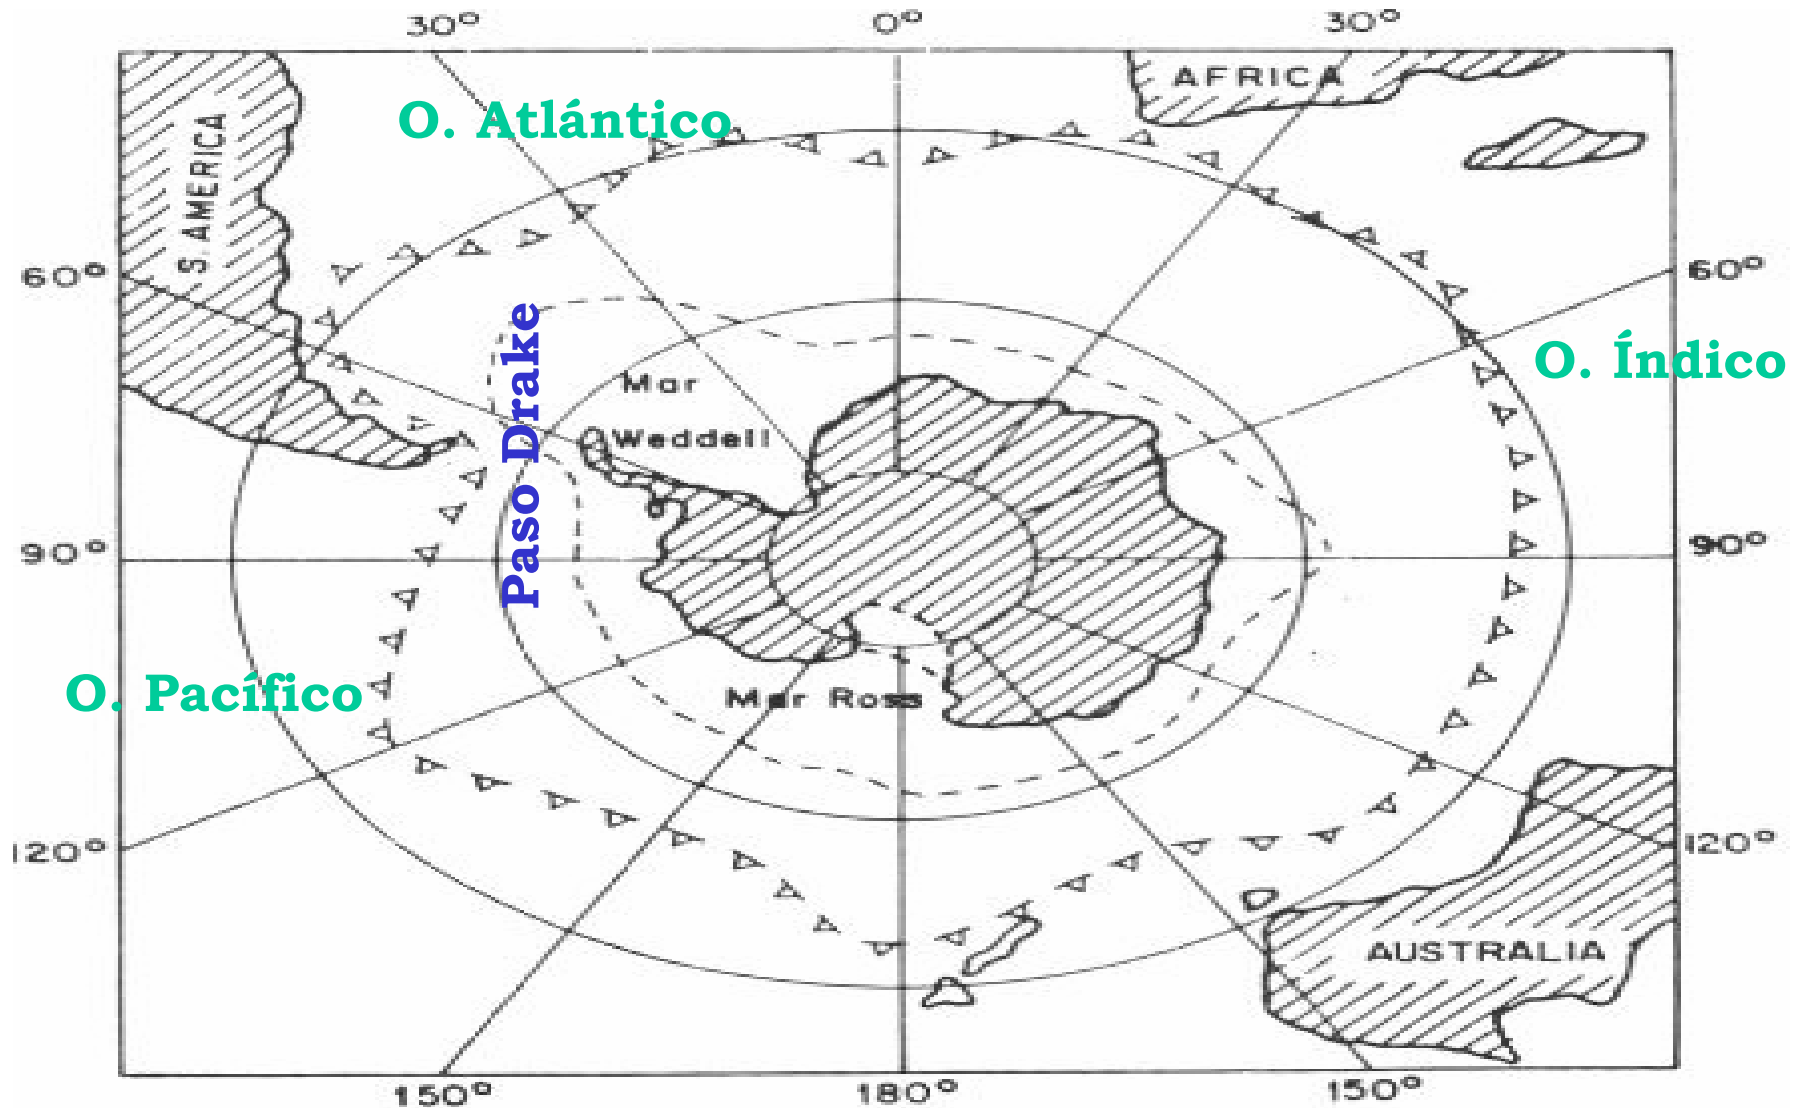 30° 0° 30°
AFRICA
O. Atlántico
S. AMERICA
60° 60°
O. Índico
Paso Drake
Mar
Weddell
90° 90°
O. Pacífico
Mar Ross
120° 120°
AUSTRALIA
150° 180° 150°